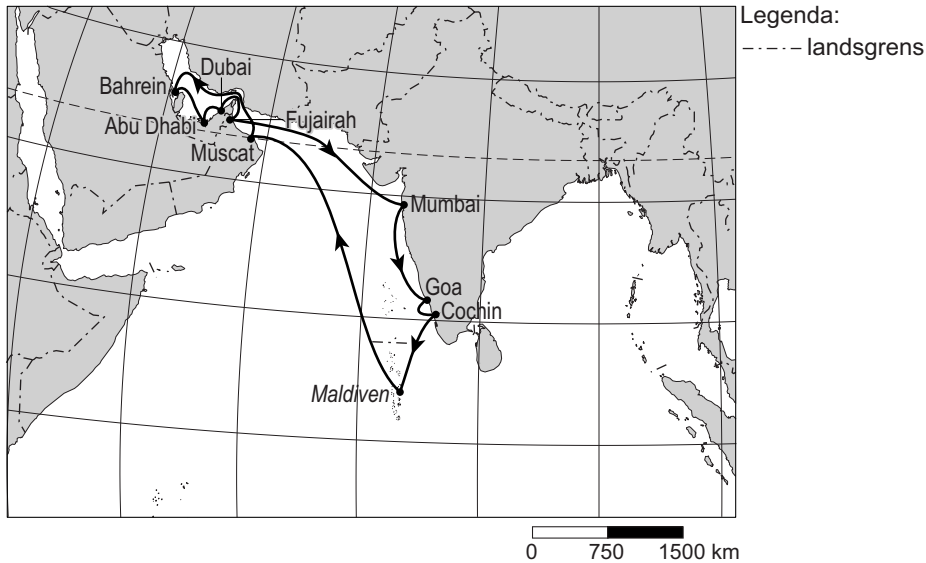 Legenda:
landsgrens
Dubai
Bahrein
Abu Dhabi
Fujairah
Muscat
Mumbai
Goa
Cochin
Maldiven
0 750 1500 km